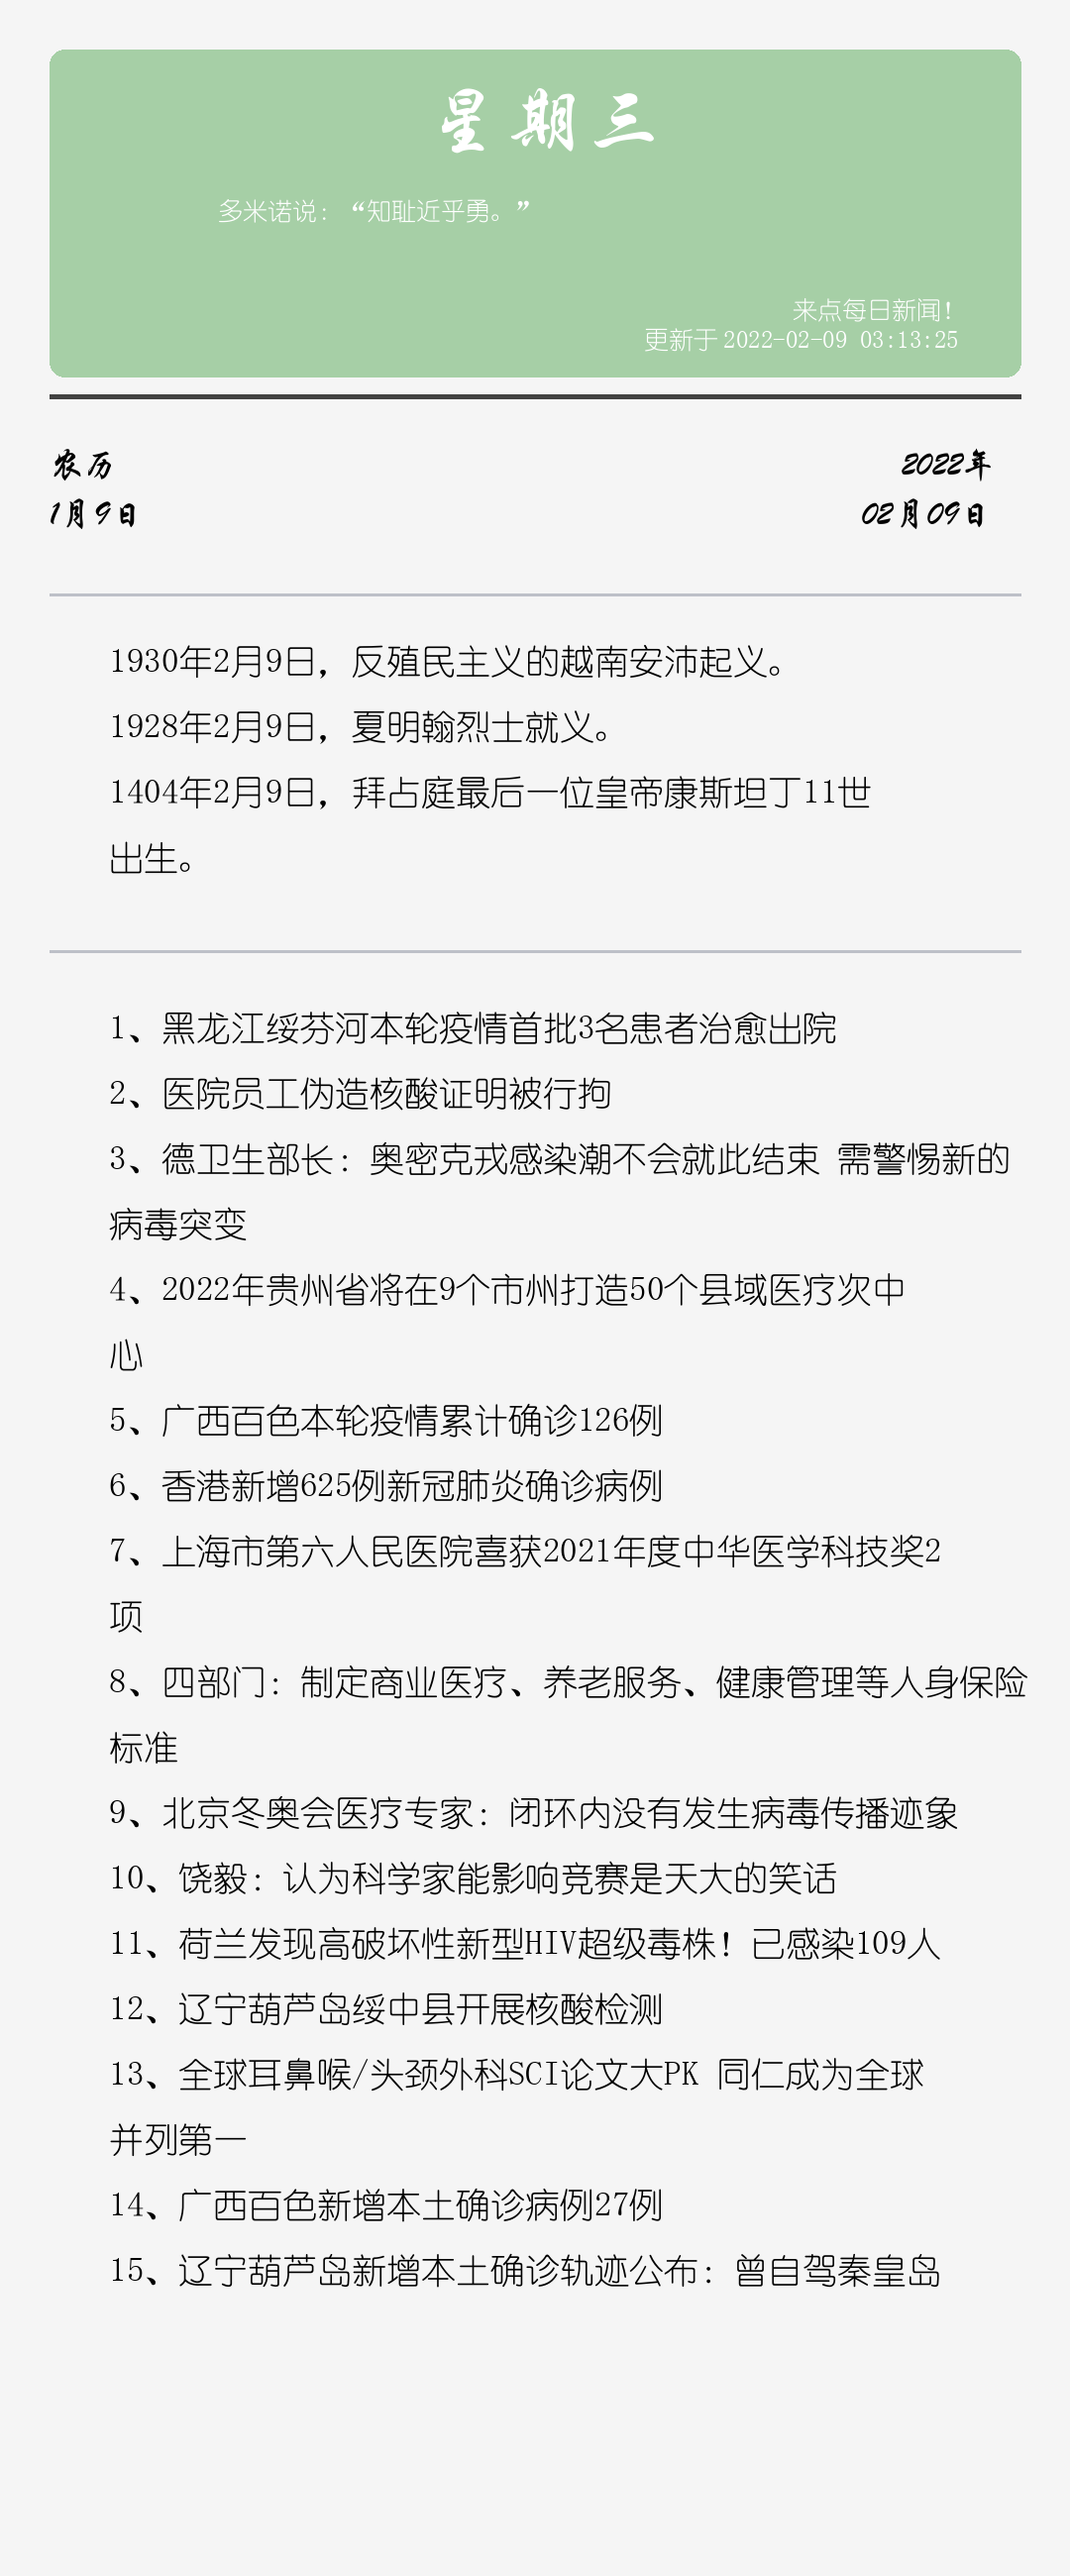 星期三
多米诺说：“知耻近乎勇。”
来点每日新闻！
更新于 2022-02-09 03:13:25
农历
2022年
1月9日
02月09日
1930年2月9日，反殖民主义的越南安沛起义。
1928年2月9日，夏明翰烈士就义。
1404年2月9日，拜占庭最后一位皇帝康斯坦丁11世
出生。
1、黑龙江绥芬河本轮疫情首批3名患者治愈出院
2、医院员工伪造核酸证明被行拘
3、德卫生部长：奥密克戎感染潮不会就此结束 需警惕新的
病毒突变
4、2022年贵州省将在9个市州打造50个县域医疗次中
心
5、广西百色本轮疫情累计确诊126例
6、香港新增625例新冠肺炎确诊病例
7、上海市第六人民医院喜获2021年度中华医学科技奖2
项
8、四部门：制定商业医疗、养老服务、健康管理等人身保险
标准
9、北京冬奥会医疗专家：闭环内没有发生病毒传播迹象
10、饶毅：认为科学家能影响竞赛是天大的笑话
11、荷兰发现高破坏性新型HIV超级毒株！已感染109人
12、辽宁葫芦岛绥中县开展核酸检测
13、全球耳鼻喉/头颈外科SCI论文大PK 同仁成为全球
并列第一
14、广西百色新增本土确诊病例27例
15、辽宁葫芦岛新增本土确诊轨迹公布：曾自驾秦皇岛